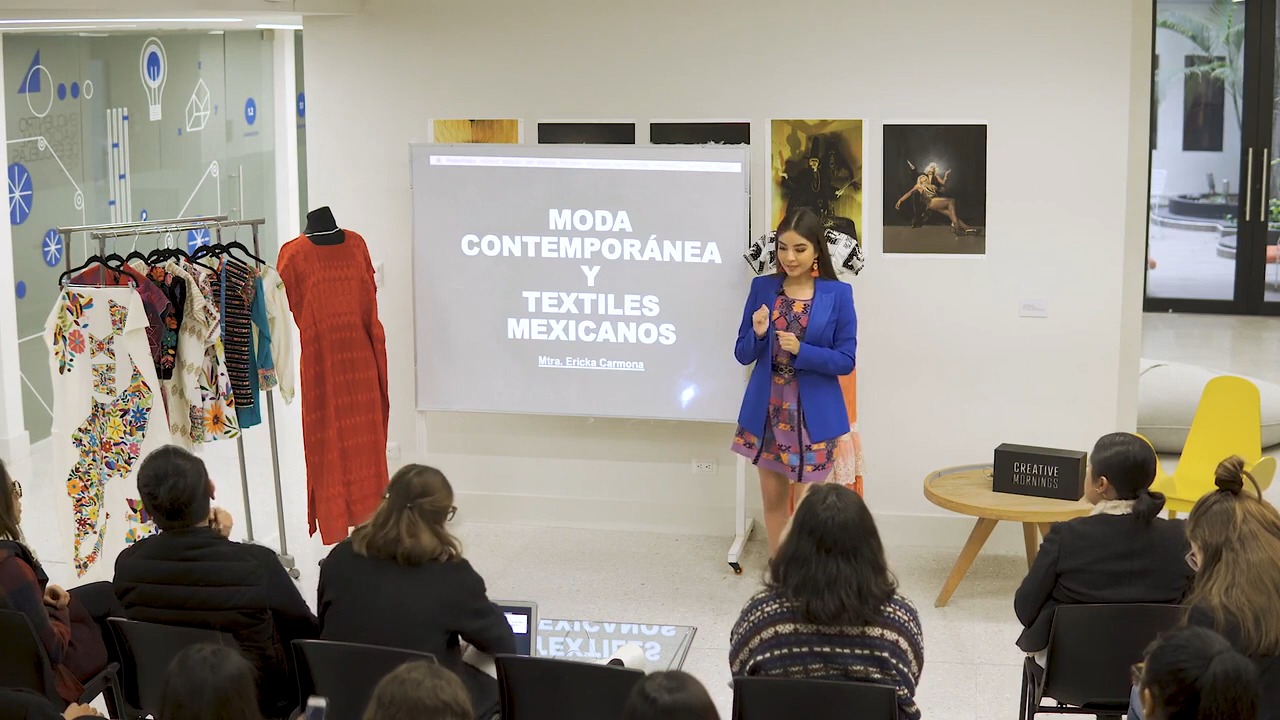 MODA
CONTEMPORÁNEA
Y
TEXTILES
MEXICANOS
Mtra. Ericka Carmona
CREATIVE
MORNINGS